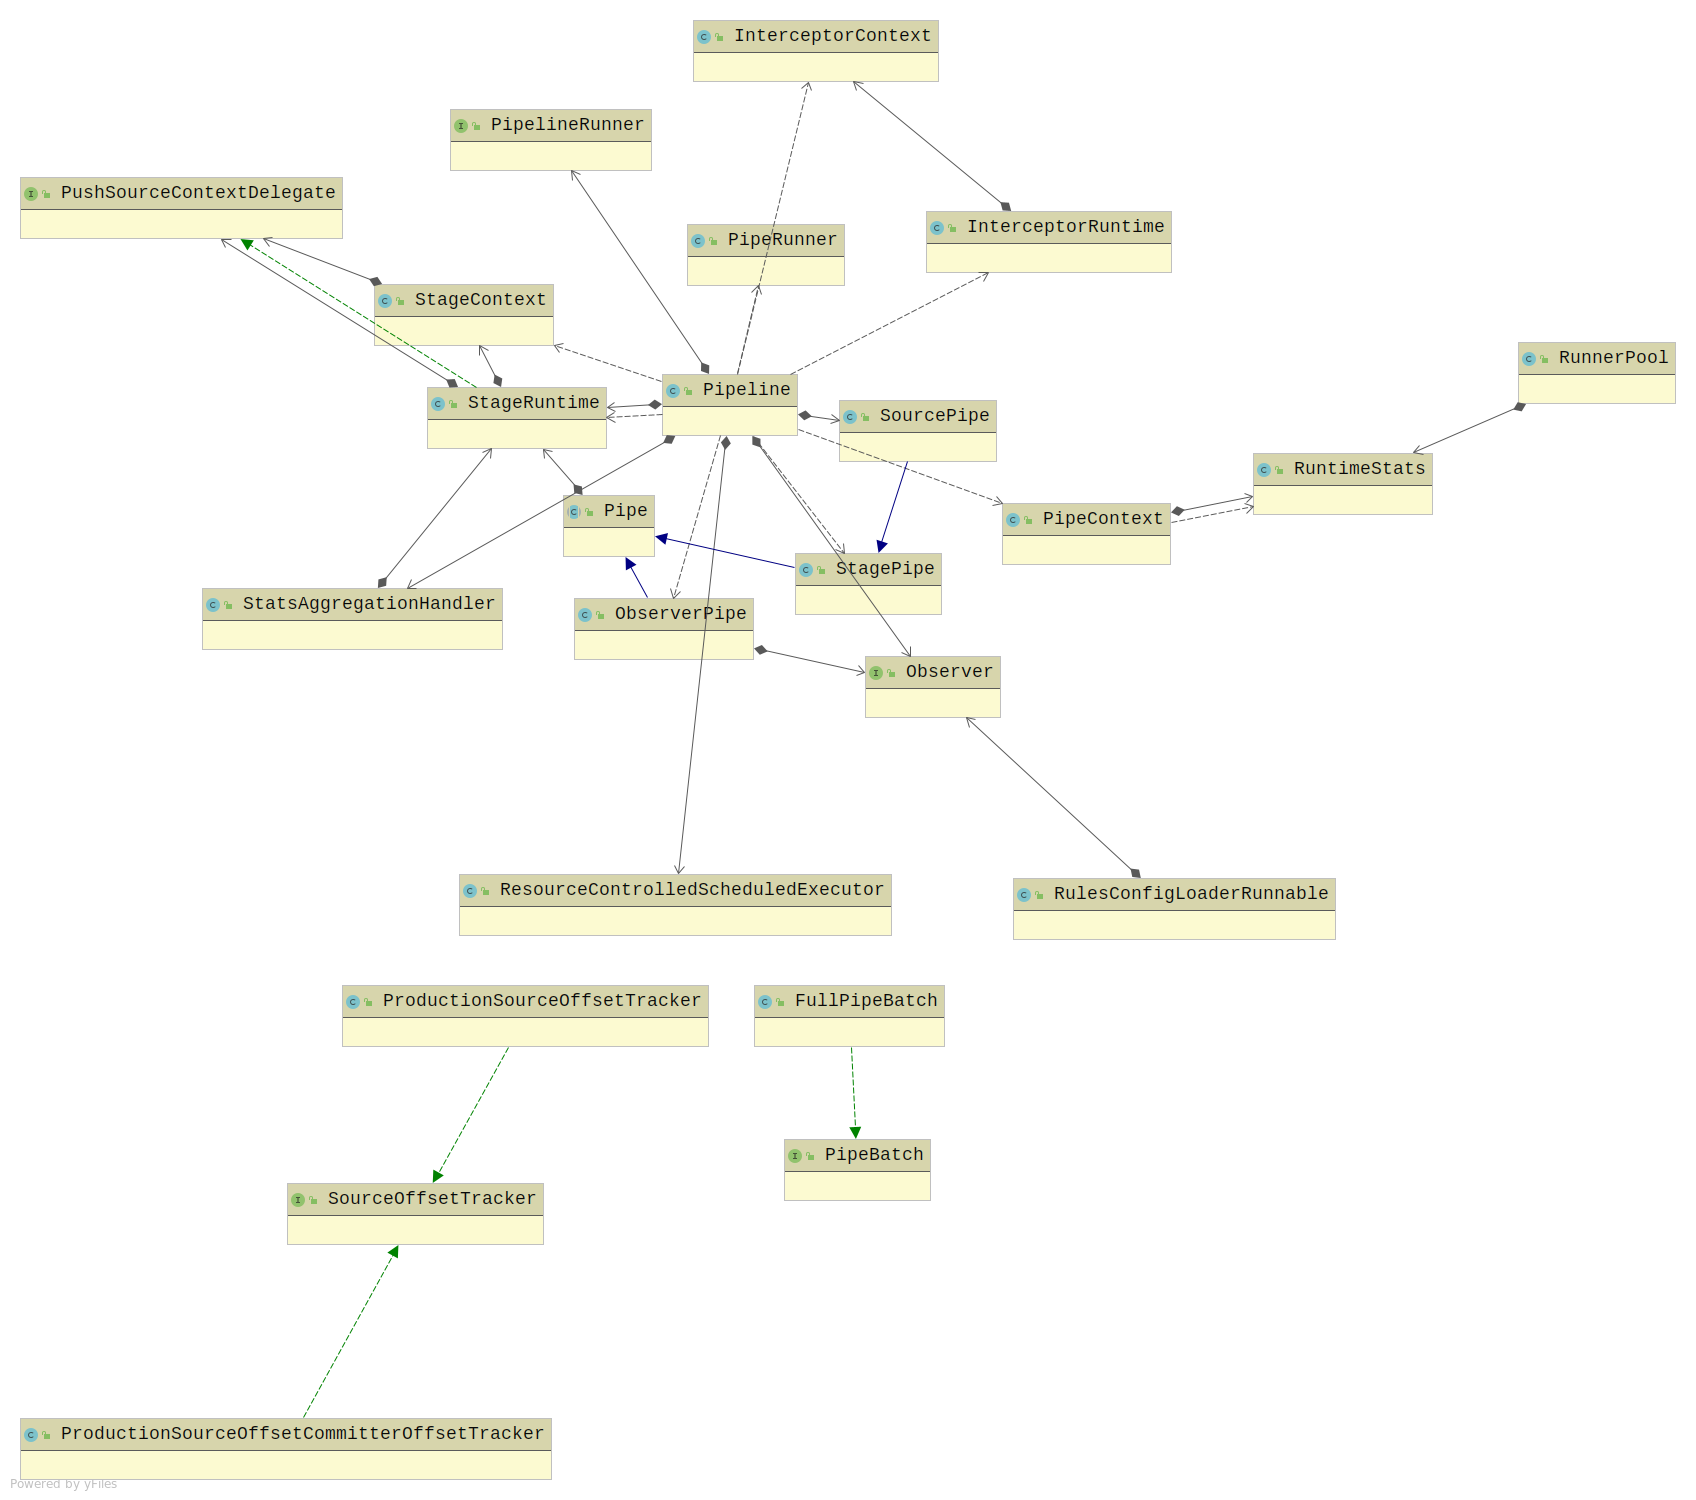 InterceptorContext
PipelineRunner
PushSourceContextDelegate
InterceptorRuntime
PipeRunner
StageContext
RunnerPool
Pipeline
StageRuntime
SourcePipe
RuntimeStats
Pipe
PipeContext
StagePipe
StatsAggregationHandler
ObserverPipe
Observer
ResourceControlledScheduledExecutor
RulesConfigLoaderRunnable
ProductionSourceOffsetTracker
FullPipeBatch
PipeBatch
SourceOffsetTracker
ProductionSourceOffsetCommitterOffsetTracker
Powered by yFiles